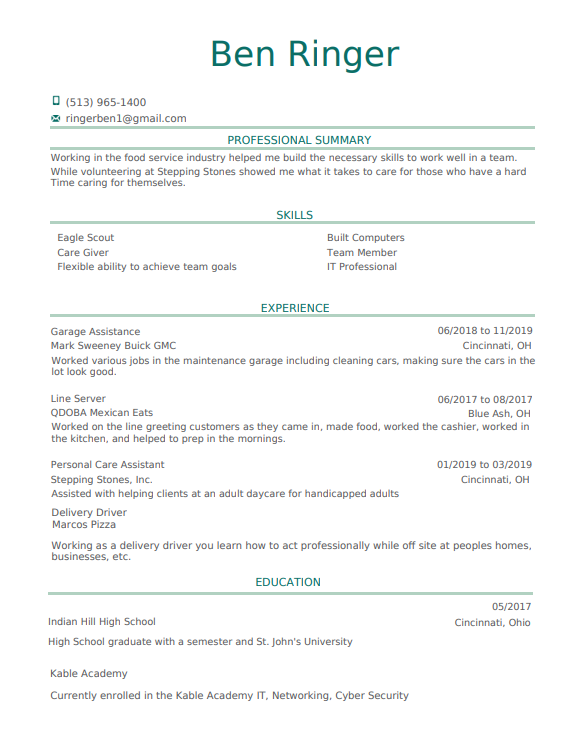 Ben Ringer
(513) 965-1400
ringerben1@gmail.com
PROFESSIONAL SUMMARY
Working in the food service industry helped me build the necessary skills to work well in a team.
While volunteering at Stepping Stones showed me what it takes to care for those who have a hard
Time caring for themselves.
SKILLS
Eagle Scout
Care Giver
Flexible ability to achieve team goals
Built Computers
Team Member
IT Professional
EXPERIENCE
Garage Assistance 06/2018 to 11/2019
Mark Sweeney Buick GMC Cincinnati, OH
Worked various jobs in the maintenance garage including cleaning cars, making sure the cars in the
lot look good.
Line Server 06/2017 to 08/2017
QDOBA Mexican Eats Blue Ash, OH
Worked on the line greeting customers as they came in, made food, worked the cashier, worked in
the kitchen, and helped to prep in the mornings.
Personal Care Assistant 01/2019 to 03/2019
Stepping Stones, Inc. Cincinnati, OH
Assisted with helping clients at an adult daycare for handicapped adults
Delivery Driver
Marcos Pizza
Working as a delivery driver you learn how to act professionally while off site at peoples homes,
businesses, etc.
EDUCATION
05/2017
Indian Hill High School Cincinnati, Ohio
High School graduate with a semester and St. John's University
Kable Academy
Currently enrolled in the Kable Academy IT, Networking, Cyber Security